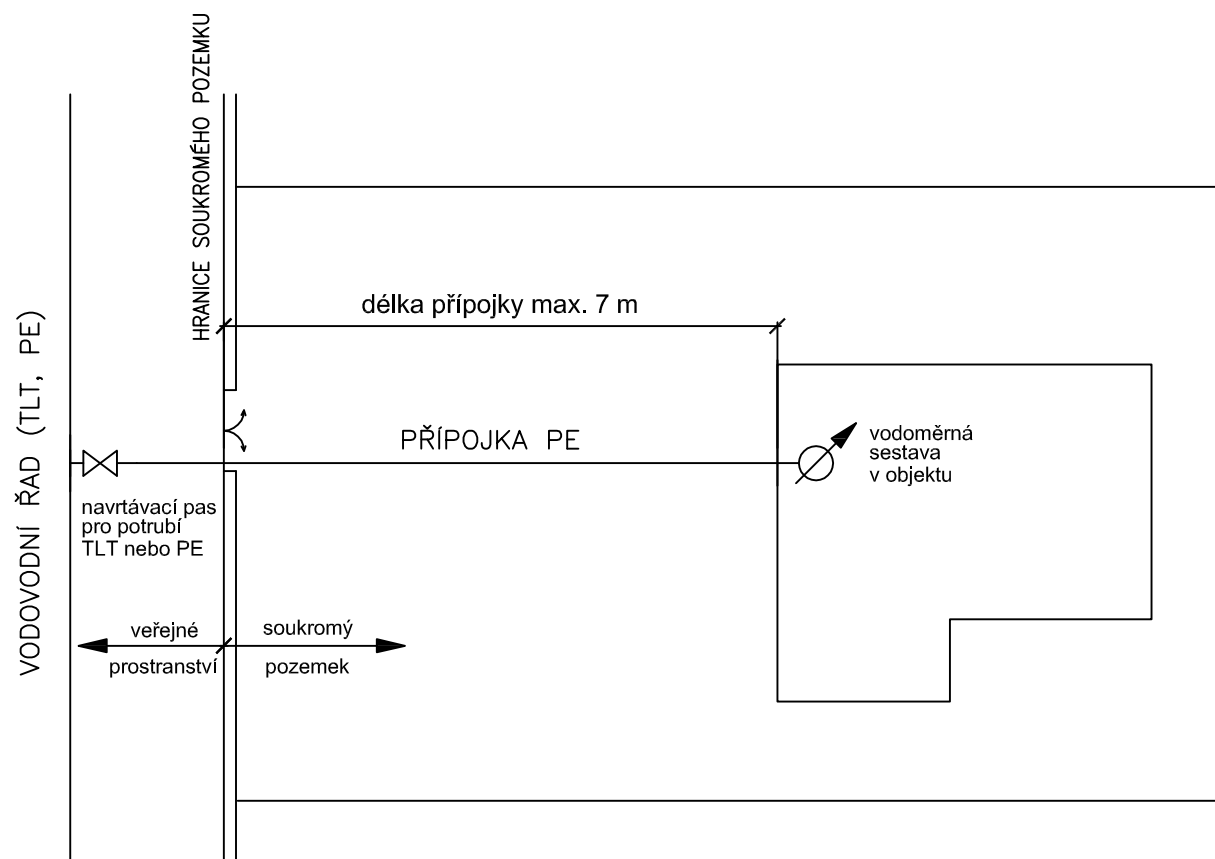 HRANICE SOUKROMÉHO POZEMKU
délka přípojky max. 7 m
VODOVODNÍ ŘAD (TLT, PE)
PŘÍPOJKA PE
vodoměrná
sestava
v objektu
navrtávací pas
pro potrubí
TLT nebo PE
veřejné
prostranství
soukromý
pozemek